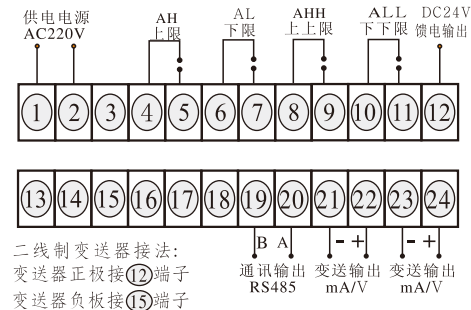 供电电源 AH AL AHH ALL DC24V
AC220V 上限 下限 上上限 下下限 馈电输出
1 2 3 4 5 6 7 8 9 10 11 12
13 14 15 16 17 18 19 20 21 22 23 24
B A - + - +
二线制变送器接法:
变送器正极接⑫端子
变送器负板接⑮端子
通讯输出 变送输出 变送输出
RS485 mA/V mA/V